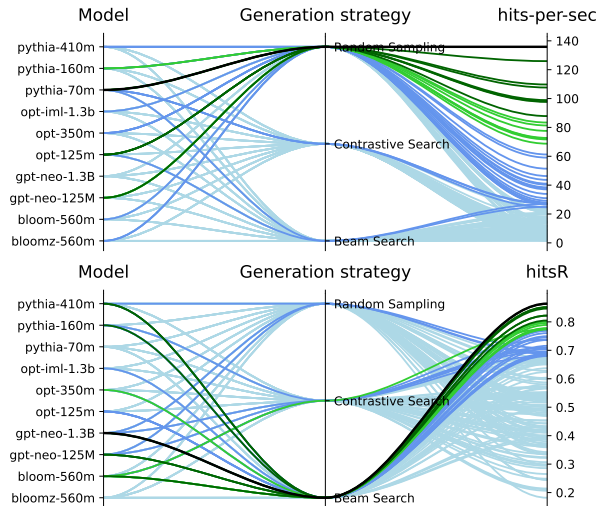 Model Generation strategy hits-per-sec
pythia-410m Random Sampling 140
pythia-160m 120
pythia-70m 100
opt-iml-1.3b
opt-350m Contrastive Search 80
opt-125m 60
gpt-neo-1.3B 40
gpt-neo-125M 20
bloom-560m
bloomz-560m Beam Search 0
Model Generation strategy hitsR
pythia-410m Random Sampling
pythia-160m 0.8
pythia-70m 0.7
opt-iml-1.3b 0.6
opt-350m Contrastive Search
opt-125m 0.5
gpt-neo-1.3B 0.4
gpt-neo-125M 0.3
bloom-560m 0.2
bloomz-560m Beam Search